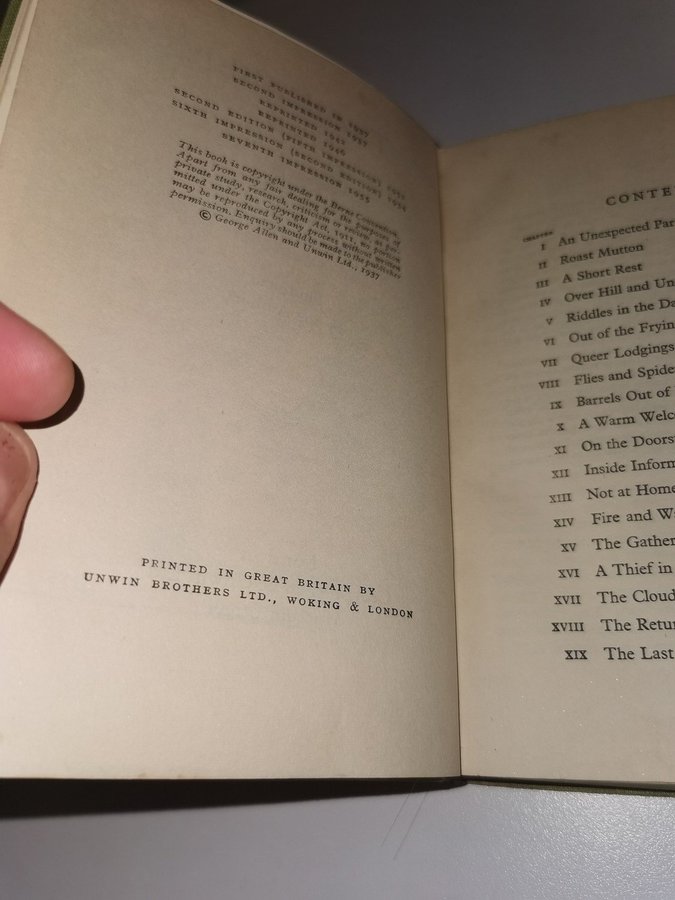 FIRST PUBLISHED IN 1937
SECOND IMPRESSION 1937
REPRINTED 1942
REPRINTED 1946
SECOND EDITION (FIFTH IMPRESSION) 1951
SIXTH IMPRESSION (SECOND EDITION) 1954
SEVENTH IMPRESSION 1955
This book is copyright under the Berne Convention.
Apart from any fair dealing for the purposes of
private study, research, criticism or review, as per-
mitted under the Copyright Act, 1911, no portion
may be reproduced by any process without written
permission. Enquiry should be made to the publisher
© George Allen and Unwin Ltd., 1937
PRINTED IN GREAT BRITAIN BY
UNWIN BROTHERS LTD., WOKING & LONDON
CONTE
CHAPTER
I An Unexpected Par
II Roast Mutton
III A Short Rest
IV Over Hill and Un
V Riddles in the Da
VI Out of the Fryin
VII Queer Lodgings
VIII Flies and Spide
IX Barrels Out of
X A Warm Welc
XI On the Doors
XII Inside Inform
XIII Not at Home
XIV Fire and W
XV The Gather
XVI A Thief in
XVII The Cloud
XVIII The Retur
XIX The Last